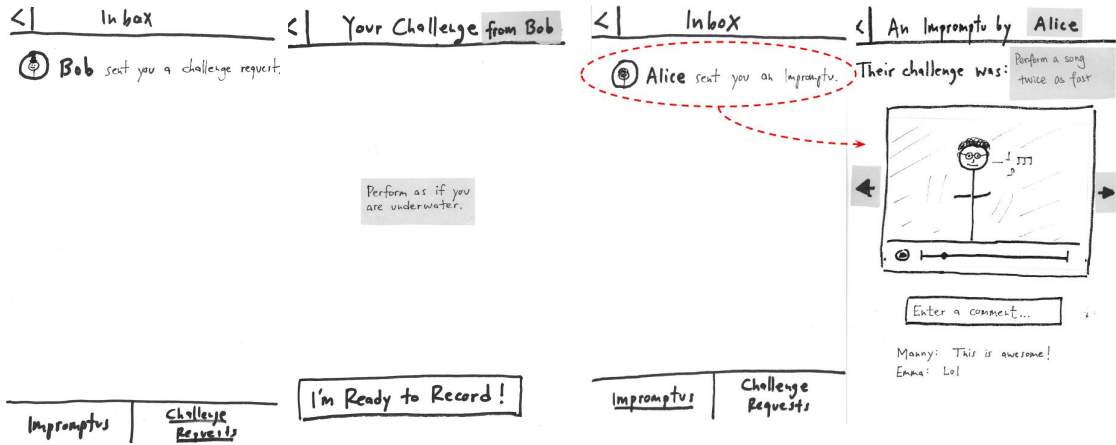 < Inbox
Bob sent you a challenge request.
Impromptus
Challenge
Requests
< Your Challenge from Bob
Perform as if you
are underwater.
I'm Ready to Record!
< Inbox
Alice sent you an Impromptu.
Impromptus
Challenge
Requests
< An Impromptu by Alice
Their challenge was:
Perform a song
twice as fast
Enter a comment...
Manny: This is awesome!
Emma: Lol